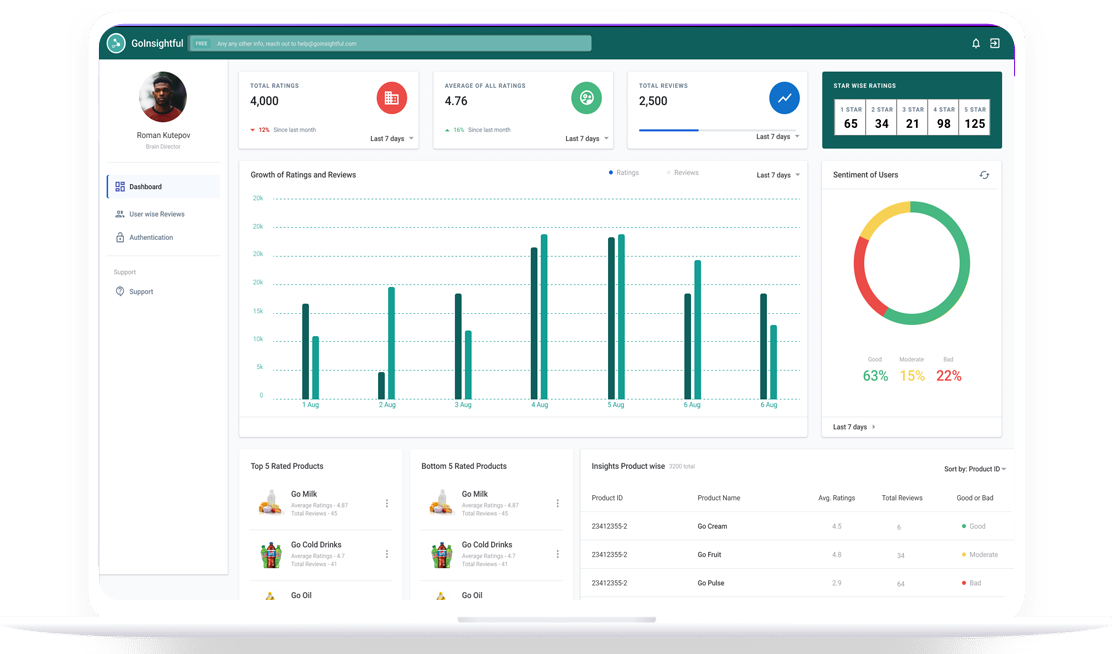 GoInsightful
FREE Any any other info, reach out to help@goinsightful.com
Roman Kutepov
Brain Director
Dashboard
User wise Reviews
Authentication
Support
Support
TOTAL RATINGS
4,000
12% Since last month
Last 7 days
AVERAGE OF ALL RATINGS
4.76
16% Since last month
Last 7 days
TOTAL REVIEWS
2,500
Last 7 days
STAR WISE RATINGS
1 STAR 2 STAR 3 STAR 4 STAR 5 STAR
65 34 21 98 125
Growth of Ratings and Reviews
Ratings Reviews
Last 7 days
20k
20k
20k
20k
15k
10k
5k
0
1 Aug 2 Aug 3 Aug 4 Aug 5 Aug 6 Aug 6 Aug
Sentiment of Users
Good Moderate Bad
63% 15% 22%
Last 7 days
Top 5 Rated Products
Go Milk
Average Ratings - 4.87
Total Reviews - 45
Go Cold Drinks
Average Ratings - 4.7
Total Reviews - 41
Go Oil
Bottom 5 Rated Products
Go Milk
Average Ratings - 4.87
Total Reviews - 45
Go Cold Drinks
Average Ratings - 4.7
Total Reviews - 41
Go Oil
Insights Product wise 3200 total
Sort by: Product ID
Product ID Product Name Avg. Ratings Total Reviews Good or Bad
23412355-2 Go Cream 4.5 6 Good
23412355-2 Go Fruit 4.8 34 Moderate
23412355-2 Go Pulse 2.9 64 Bad